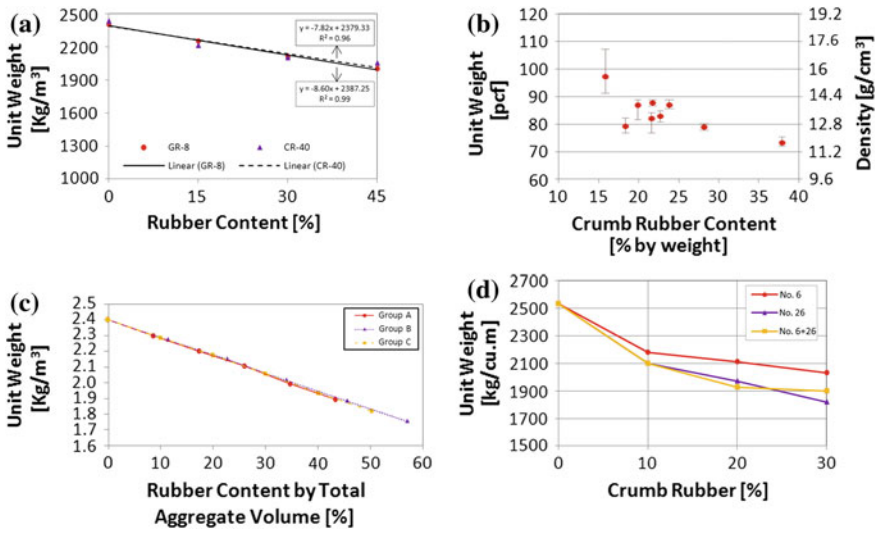 (a)
2500
2200
1900
1600
1300
1000
Unit Weight
[Kg/m³]
y = -7.82x + 2379.33
R² = 0.96
y = -8.60x + 2387.25
R² = 0.99
GR-8
CR-40
Linear (GR-8)
Linear (CR-40)
0 15 30 45
Rubber Content [%]
(b)
120
110
100
90
80
70
60
Unit Weight
[pcf]
19.2
17.6
16
14.4
12.8
11.2
9.6
Density [g/cm³]
10 15 20 25 30 35 40
Crumb Rubber Content
[% by weight]
(c)
2.5
2.4
2.3
2.2
2.1
2.0
1.9
1.8
1.7
1.6
Unit Weight
[Kg/m³]
Group A
Group B
Group C
0 10 20 30 40 50 60
Rubber Content by Total
Aggregate Volume [%]
(d)
2700
2500
2300
2100
1900
1700
1500
Unit Weight
[kg/cu.m]
No. 6
No. 26
No. 6+26
0 10 20 30
Crumb Rubber [%]